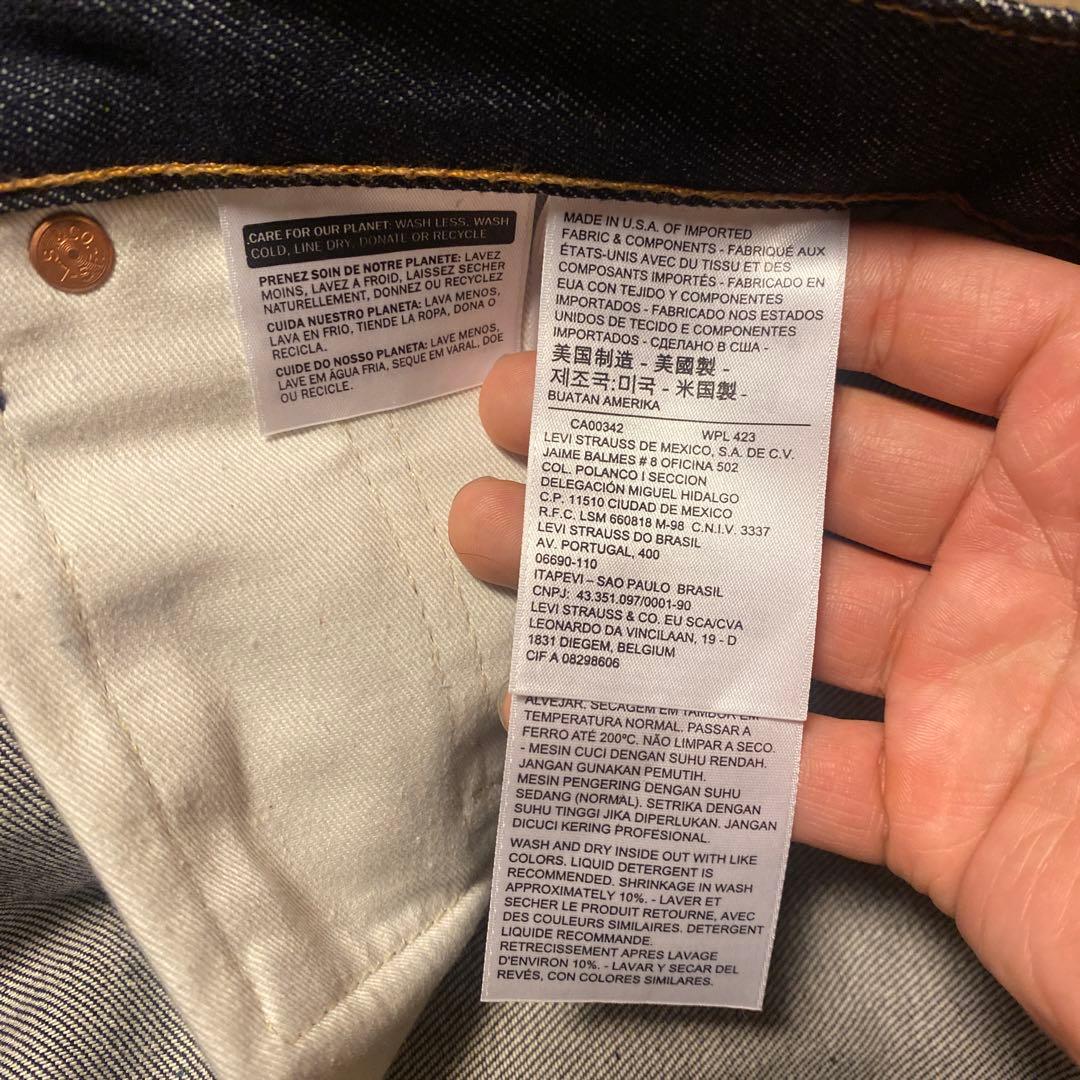 CARE FOR OUR PLANET: WASH LESS, WASH
COLD, LINE DRY, DONATE OR RECYCLE
PRENEZ SOIN DE NOTRE PLANETE: LAVEZ
MOINS, LAVEZ A FROID, LAISSEZ SECHER
NATURELLEMENT, DONNEZ OU RECYCLEZ
CUIDA NUESTRO PLANETA: LAVA MENOS,
LAVA EN FRIO, TIENDE LA ROPA, DONA O
RECICLA.
CUIDE DO NOSSO PLANETA: LAVE MENOS,
LAVE EM ÁGUA FRIA, SEQUE EM VARAL, DOE
OU RECICLE.
MADE IN U.S.A. OF IMPORTED
FABRIC & COMPONENTS - FABRIQUÉ AUX
ÉTATS-UNIS AVEC DU TISSU ET DES
COMPOSANTS IMPORTÉS - FABRICADO EN
EUA CON TEJIDO Y COMPONENTES
IMPORTADOS - FABRICADO NOS ESTADOS
UNIDOS DE TECIDO E COMPONENTES
IMPORTADOS - СДЕЛАНО В США -
美国制造 - 美國製 -
제조국:미국 - 米国製 -
BUATAN AMERIKA
CA00342 WPL 423
LEVI STRAUSS DE MEXICO, S.A. DE C.V.
JAIME BALMES # 8 OFICINA 502
COL. POLANCO I SECCION
DELEGACIÓN MIGUEL HIDALGO
C.P. 11510 CIUDAD DE MEXICO
R.F.C. LSM 660818 M-98 C.N.I.V. 3337
LEVI STRAUSS DO BRASIL
AV. PORTUGAL, 400
06690-110
ITAPEVI – SAO PAULO BRASIL
CNPJ: 43.351.097/0001-90
LEVI STRAUSS & CO. EU SCA/CVA
LEONARDO DA VINCILAAN, 19 - D
1831 DIEGEM, BELGIUM
CIF A 08298606
ALVEJAR. SECAGEM EM TAMBOR EM
TEMPERATURA NORMAL. PASSAR A
FERRO ATÉ 200ºC. NÃO LIMPAR A SECO.
- MESIN CUCI DENGAN SUHU RENDAH.
JANGAN GUNAKAN PEMUTIH.
MESIN PENGERING DENGAN SUHU
SEDANG (NORMAL). SETRIKA DENGAN
SUHU TINGGI JIKA DIPERLUKAN. JANGAN
DICUCI KERING PROFESIONAL.
WASH AND DRY INSIDE OUT WITH LIKE
COLORS. LIQUID DETERGENT IS
RECOMMENDED. SHRINKAGE IN WASH
APPROXIMATELY 10%. - LAVER ET
SECHER LE PRODUIT RETOURNE, AVEC
DES COULEURS SIMILAIRES. DETERGENT
LIQUIDE RECOMMANDE.
RETRECISSEMENT APRES LAVAGE
D'ENVIRON 10%. - LAVAR Y SECAR DEL
REVÉS, CON COLORES SIMILARES.